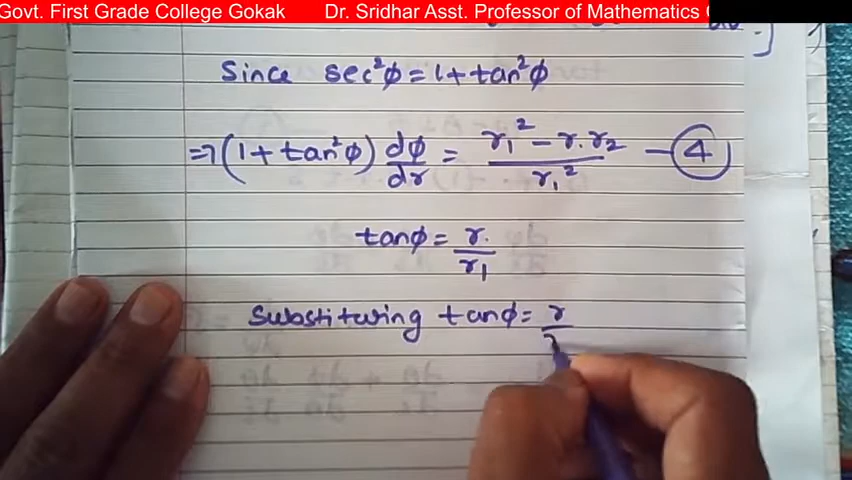 Govt. First Grade College Gokak Dr. Sridhar Asst. Professor of Mathematics
Since sec²φ = 1 + tan²φ
⇒ (1 + tan²φ) dφ/dr = (r₁² - r.r₂)/r₁² — ④
tanφ = r./r₁
Substituring tanφ = r/